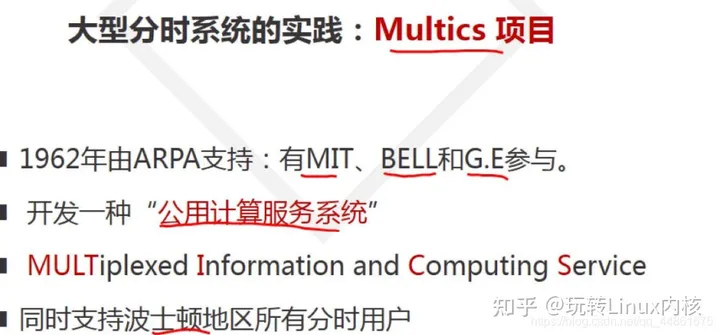 大型分时系统的实践：Multics 项目
1962年由ARPA支持：有MIT、BELL和G.E参与。
开发一种“公用计算服务系统”
MULTiplexed Information and Computing Service
同时支持波士顿地区所有分时用户
知乎 @玩转Linux内核